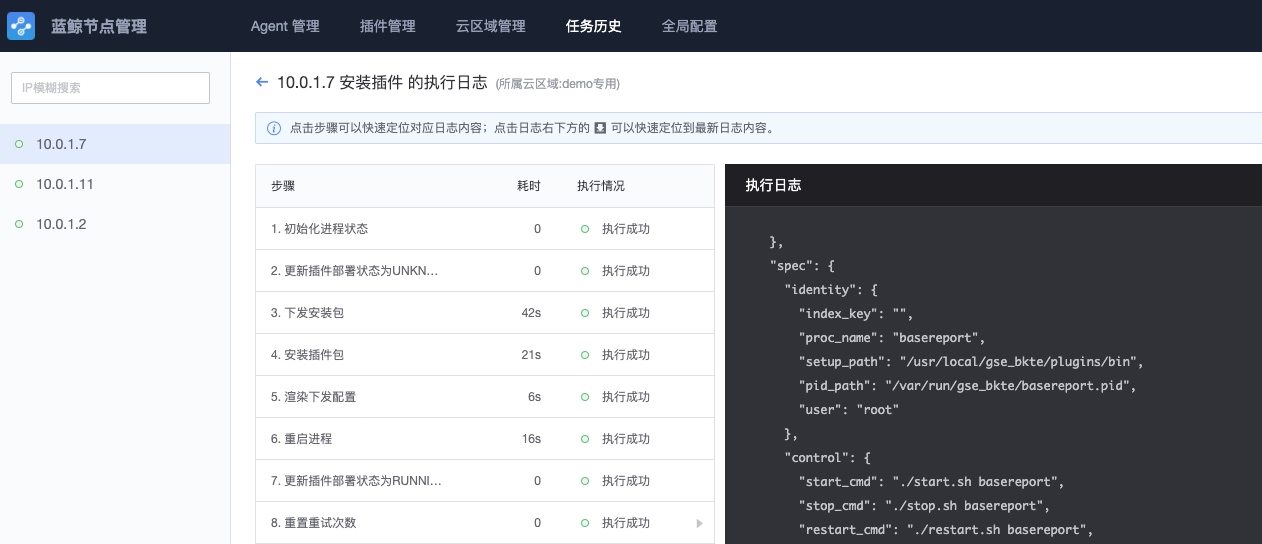 蓝鲸节点管理
Agent 管理
插件管理
云区域管理
任务历史
全局配置
IP模糊搜索
10.0.1.7
10.0.1.11
10.0.1.2
10.0.1.7 安装插件 的执行日志 (所属云区域:demo专用)
点击步骤可以快速定位对应日志内容；点击日志右下方的 可以快速定位到最新日志内容。
步骤 耗时 执行情况
1. 初始化进程状态 0 执行成功
2. 更新插件部署状态为UNKN... 0 执行成功
3. 下发安装包 42s 执行成功
4. 安装插件包 21s 执行成功
5. 渲染下发配置 6s 执行成功
6. 重启进程 16s 执行成功
7. 更新插件部署状态为RUNNI... 0 执行成功
8. 重置重试次数 0 执行成功
执行日志
},
"spec": {
"identity": {
"index_key": "",
"proc_name": "basereport",
"setup_path": "/usr/local/gse_bkte/plugins/bin",
"pid_path": "/var/run/gse_bkte/basereport.pid",
"user": "root"
},
"control": {
"start_cmd": "./start.sh basereport",
"stop_cmd": "./stop.sh basereport",
"restart_cmd": "./restart.sh basereport",